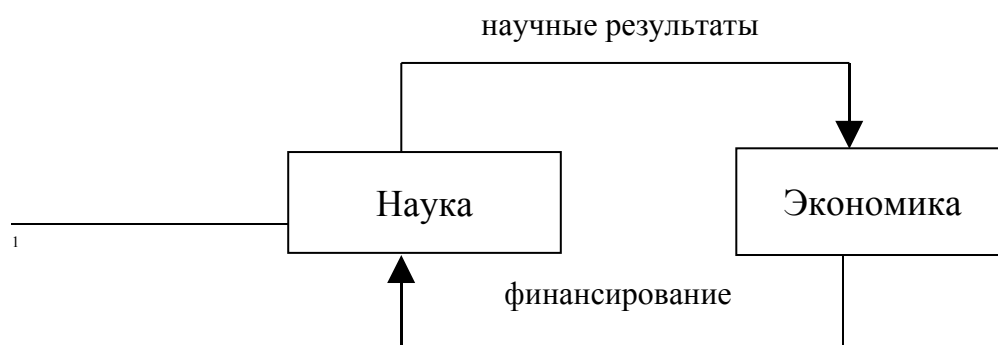 научные результаты
Наука
Экономика
1
финансирование